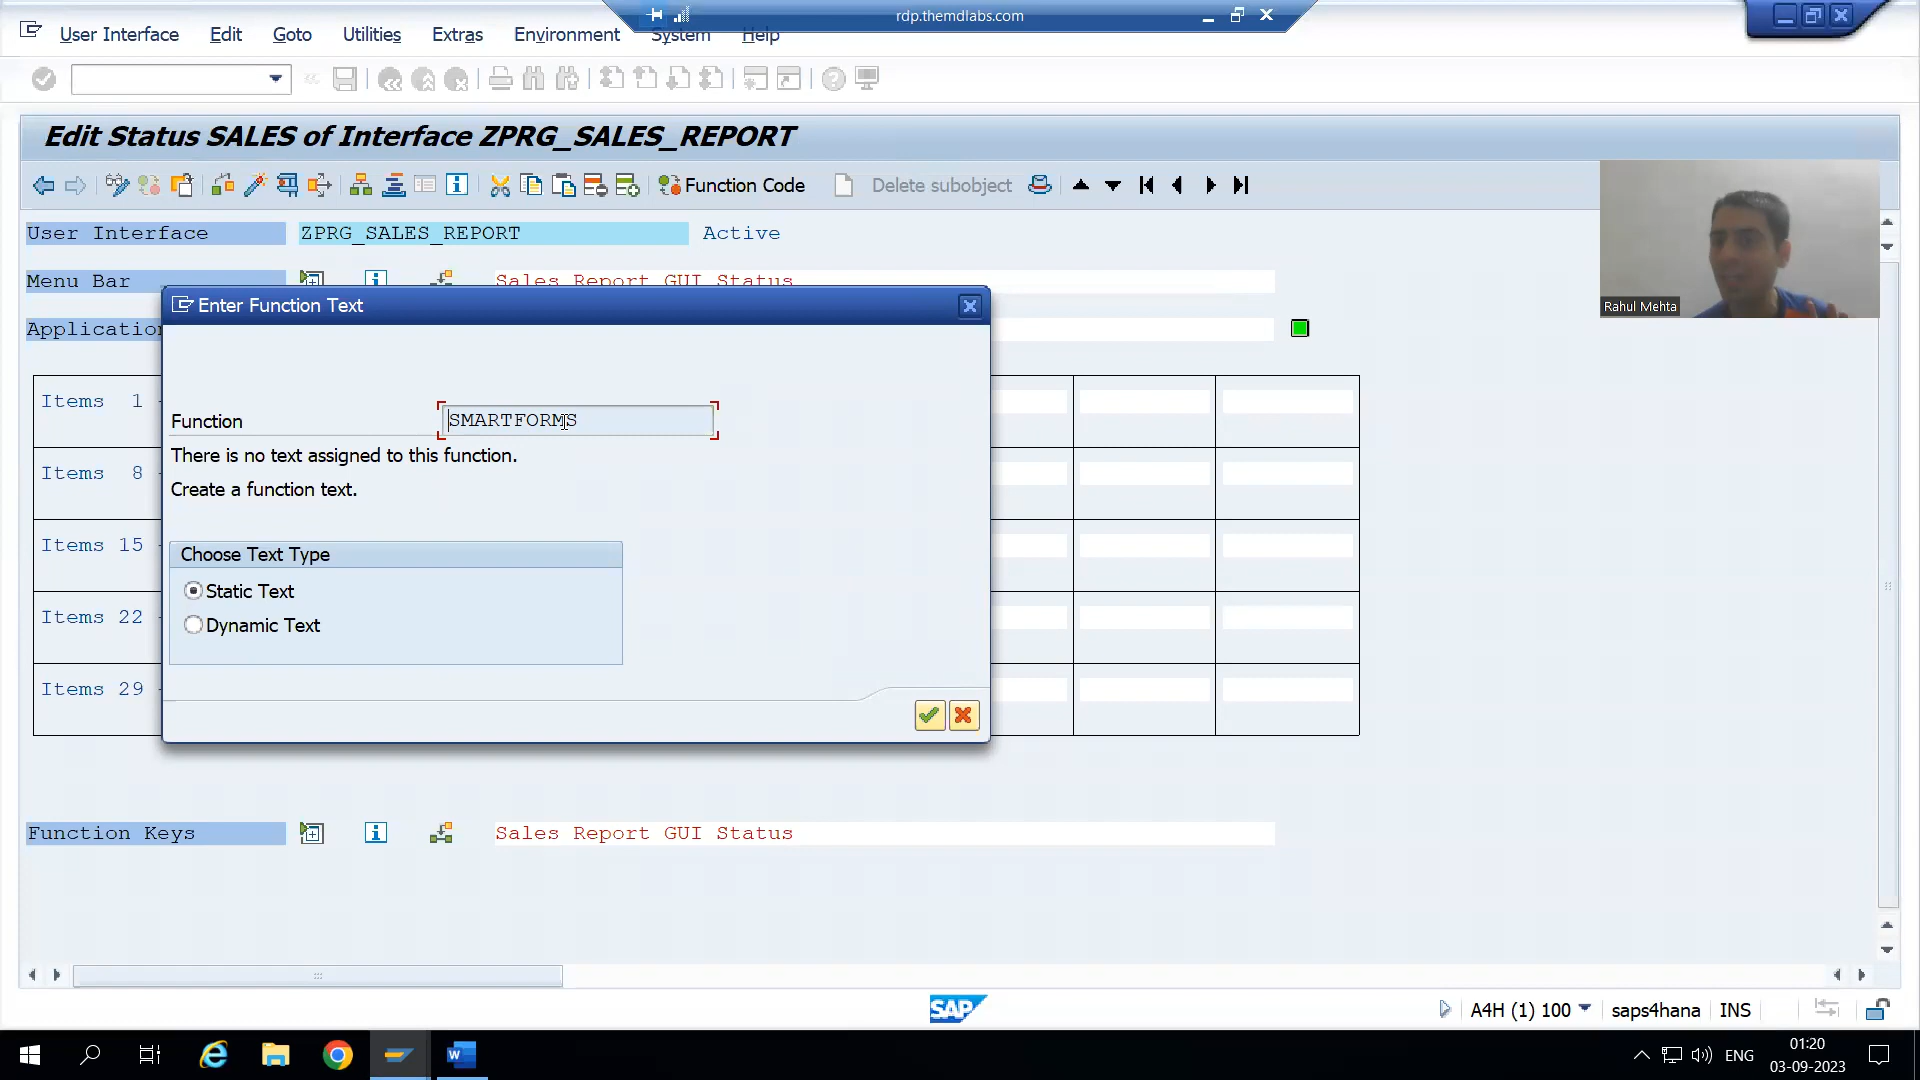 rdp.themdlabs.com
User Interface Edit Goto Utilities Extras Environment System Help
Edit Status SALES of Interface ZPRG_SALES_REPORT
Function Code Delete subobject
User Interface ZPRG_SALES_REPORT Active
Menu Bar Sales Report GUI Status
Enter Function Text
Rahul Mehta
Application
Items 1 -
Function SMARTFORMS
There is no text assigned to this function.
Items 8
Create a function text.
Items 15 -
Choose Text Type
Static Text
Items 22 -
Dynamic Text
Items 29 -
Function Keys Sales Report GUI Status
SAP
A4H (1) 100 saps4hana INS
ENG
01:20
03-09-2023